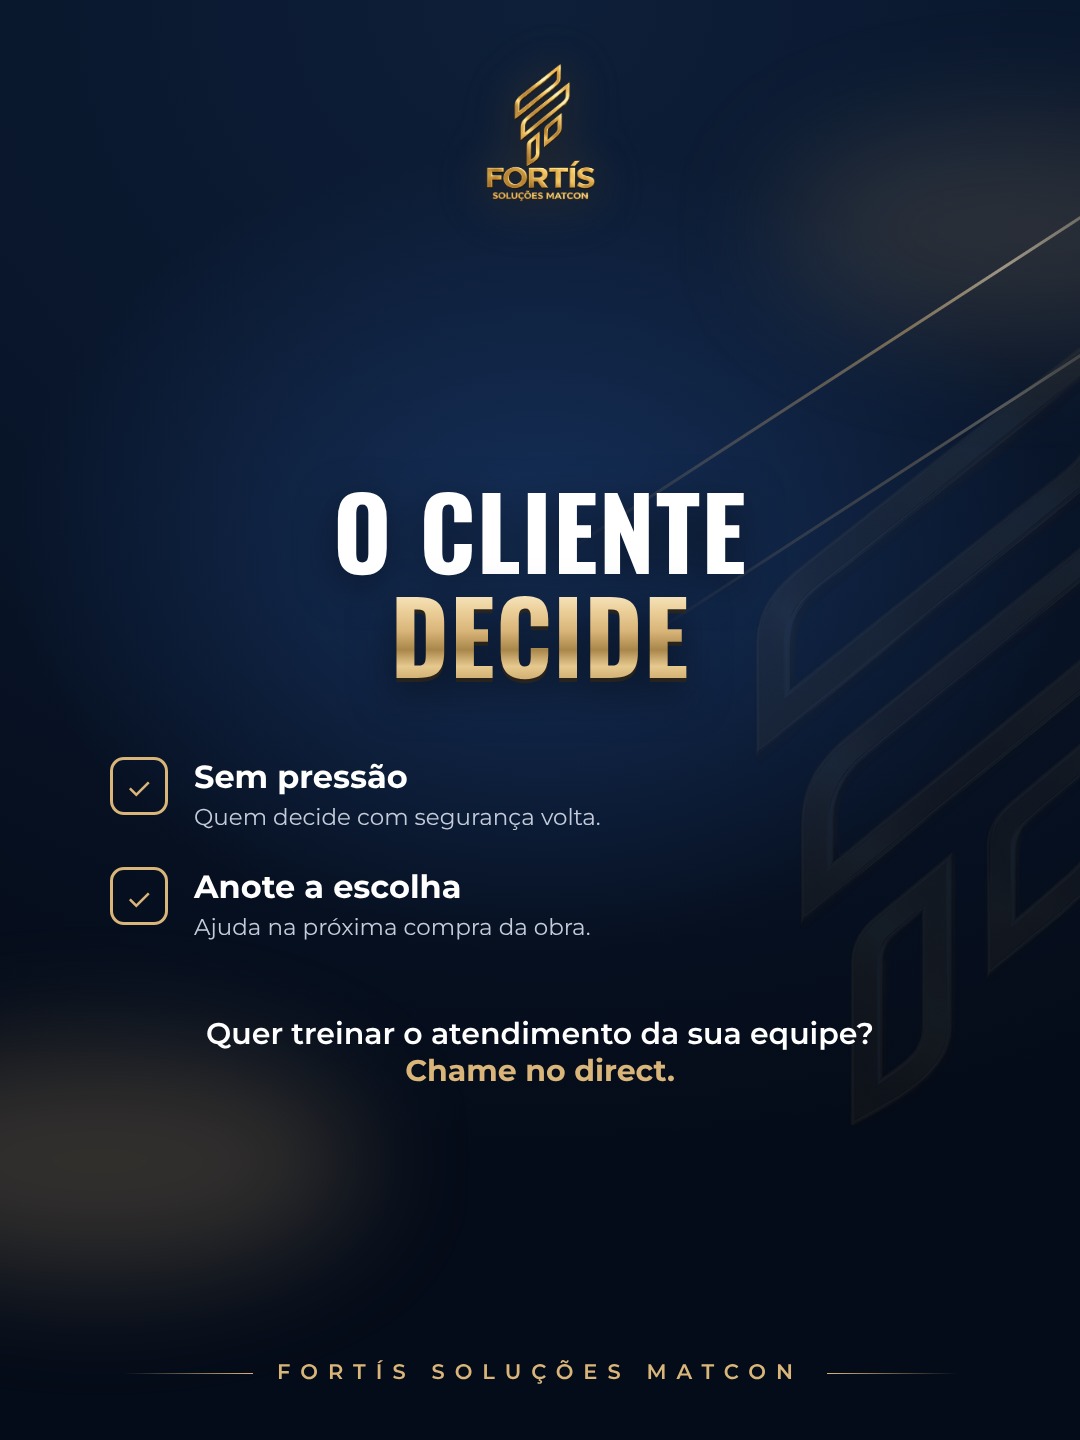 FORTÍS
SOLUÇÕES MATCON
O CLIENTE
DECIDE
Sem pressão
Quem decide com segurança volta.
Anote a escolha
Ajuda na próxima compra da obra.
Quer treinar o atendimento da sua equipe?
Chame no direct.
FORTÍS SOLUÇÕES MATCON